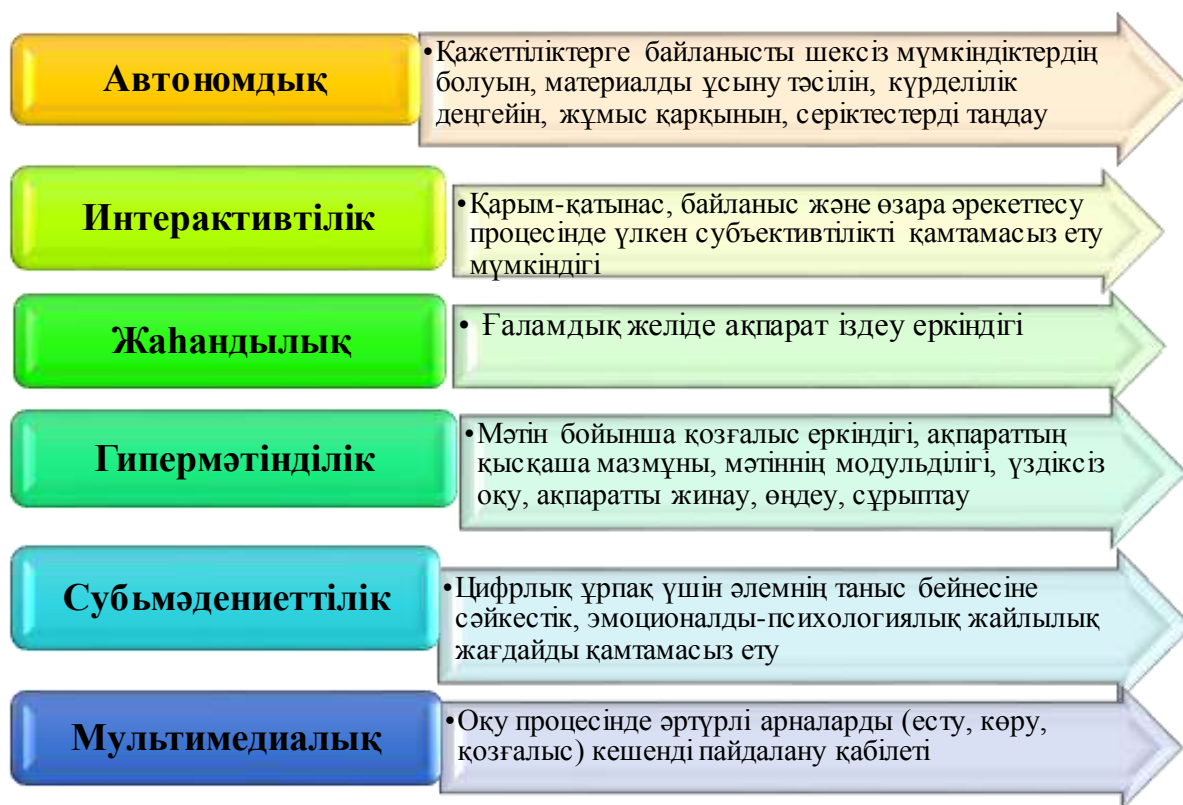 Автономдық
•Қажеттіліктерге байланысты шексіз мүмкіндіктердің
болуын, материалды ұсыну тәсілін, күрделілік
деңгейін, жұмыс қарқынын, серіктестерді таңдау
Интерактивтілік
•Қарым-қатынас, байланыс және өзара әрекеттесу
процесінде үлкен субъективтілікті қамтамасыз ету
мүмкіндігі
Жаһандылық
• Ғаламдық желіде ақпарат іздеу еркіндігі
Гипермәтінділік
•Мәтін бойынша қозғалыс еркіндігі, ақпараттың
қысқаша мазмұны, мәтіннің модульділігі, үздіксіз
оқу, ақпаратты жинау, өңдеу, сұрыптау
Субьмәдениеттілік
•Цифрлық ұрпақ үшін әлемнің таныс бейнесіне
сәйкестік, эмоционалды-психологиялық жайлылық
жағдайды қамтамасыз ету
Мультимедиалық
•Оқу процесінде әртүрлі арналарды (есту, көру,
қозғалыс) кешенді пайдалану қабілеті